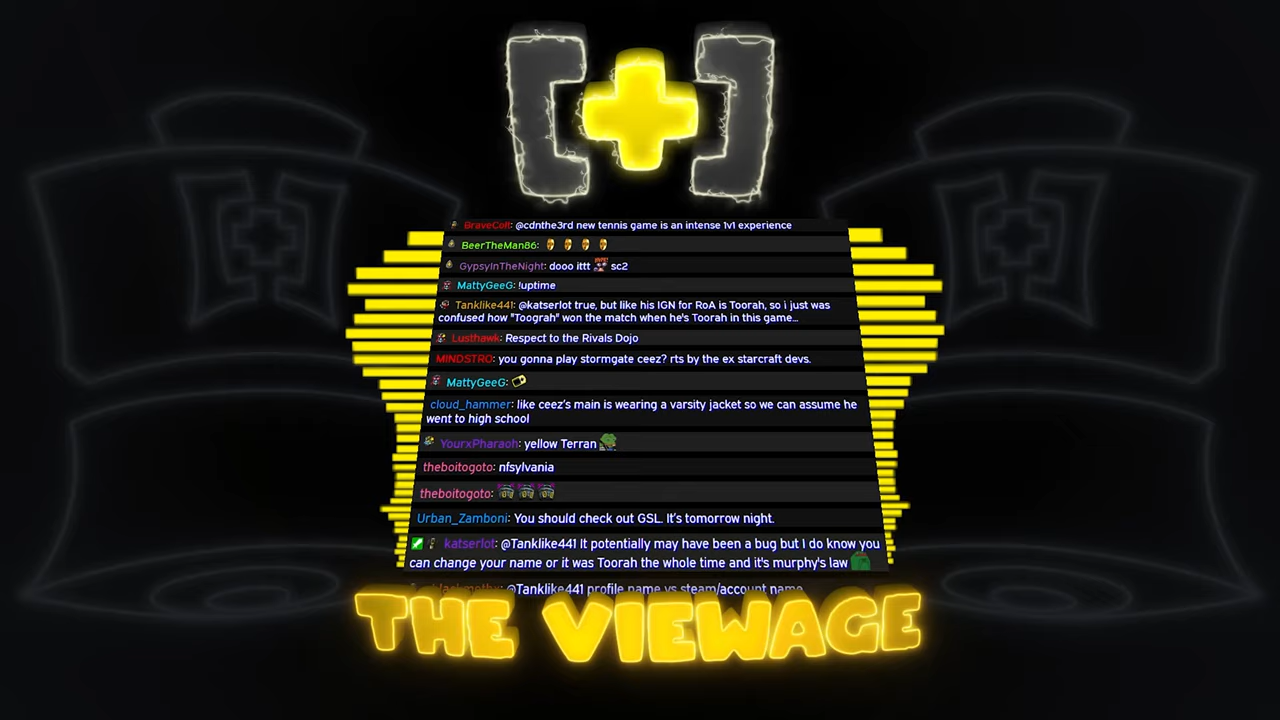 BraveColt: @cdnthe3rd new tennis game is an intense 1v1 experience
BeerTheMan86:
GypsyInTheNight: dooo ittt sc2
MattyGeeG: !uptime
Tanklike441: @katserlot true, but like his IGN for RoA is Toorah, so i just was
confused how "Toograh" won the match when he's Toorah in this game...
Lusthawk: Respect to the Rivals Dojo
MINDSTRO: you gonna play stormgate ceez? rts by the ex starcraft devs.
MattyGeeG:
cloud_hammer: like ceez's main is wearing a varsity jacket so we can assume he
went to high school
YourxPharaoh: yellow Terran
theboitogoto: nfsylvania
theboitogoto:
Urban_Zamboni: You should check out GSL. It's tomorrow night.
katserlot: @Tanklike441 It potentially may have been a bug but I do know you
can change your name or it was Toorah the whole time and it's murphy's law
@Tanklike441 profile name vs steam/account name
THE VIEWAGE